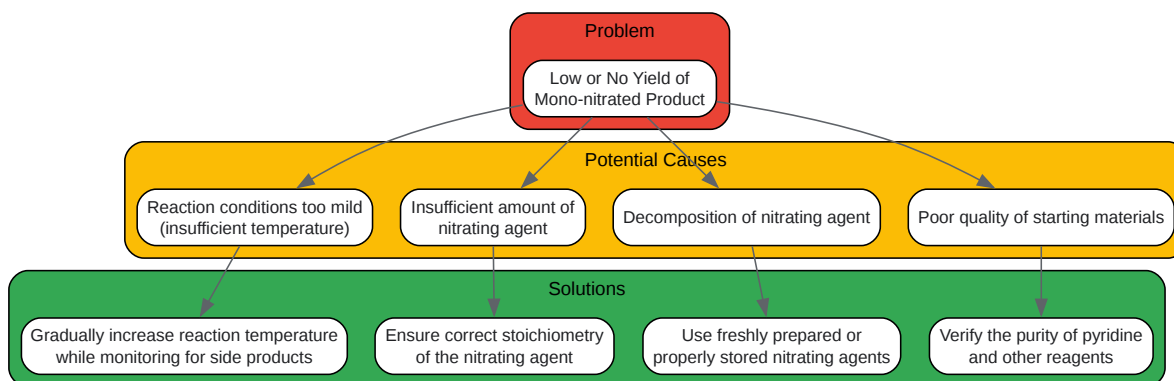 Problem
Low or No Yield of
Mono-nitrated Product
Potential Causes
Reaction conditions too mild
(insufficient temperature)
Insufficient amount of
nitrating agent
Decomposition of nitrating agent
Poor quality of starting materials
Solutions
Gradually increase reaction temperature
while monitoring for side products
Ensure correct stoichiometry
of the nitrating agent
Use freshly prepared or
properly stored nitrating agents
Verify the purity of pyridine
and other reagents